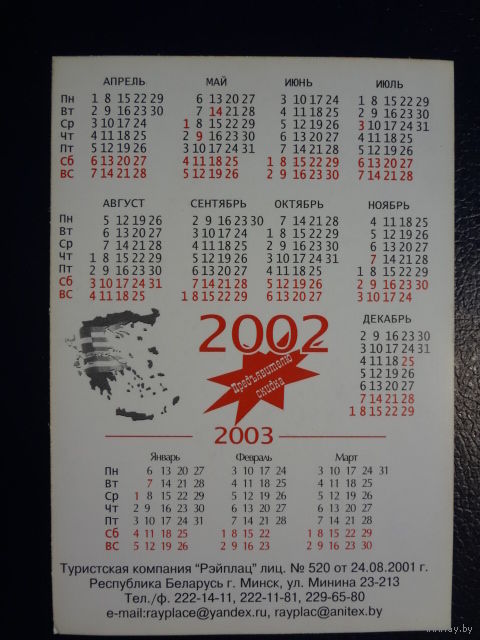 АПРЕЛЬ МАЙ ИЮНЬ ИЮЛЬ
Пн 1 8 15 22 29 6 13 20 27 3 10 17 24 1 8 15 22 29
Вт 2 9 16 23 30 7 14 21 28 4 11 18 25 2 9 16 23 30
Ср 3 10 17 24 1 8 15 22 29 5 12 19 26 3 10 17 24 31
Чт 4 11 18 25 2 9 16 23 30 6 13 20 27 4 11 18 25
Пт 5 12 19 26 3 10 17 24 31 7 14 21 28 5 12 19 26
Сб 6 13 20 27 4 11 18 25 1 8 15 22 29 6 13 20 27
ВС 7 14 21 28 5 12 19 26 2 9 16 23 30 7 14 21 28
АВГУСТ СЕНТЯБРЬ ОКТЯБРЬ НОЯБРЬ
Пн 5 12 19 26 2 9 16 23 30 7 14 21 28 4 11 18 25
Вт 6 13 20 27 3 10 17 24 1 8 15 22 29 5 12 19 26
Ср 7 14 21 28 4 11 18 25 2 9 16 23 30 6 13 20 27
Чт 1 8 15 22 29 5 12 19 26 3 10 17 24 31 7 14 21 28
Пт 2 9 16 23 30 6 13 20 27 4 11 18 25 1 8 15 22 29
Сб 3 10 17 24 31 7 14 21 28 5 12 19 26 2 9 16 23 30
ВС 4 11 18 25 1 8 15 22 29 6 13 20 27 3 10 17 24
2002
Предъявителю
скидка
ДЕКАБРЬ
2 9 16 23 30
3 10 17 24 31
4 11 18 25
5 12 19 26
6 13 20 27
7 14 21 28
1 8 15 22 29
2003
Январь Февраль Март
Пн 6 13 20 27 3 10 17 24 3 10 17 24 31
Вт 7 14 21 28 4 11 18 25 4 11 18 25
Ср 1 8 15 22 29 5 12 19 26 5 12 19 26
Чт 2 9 16 23 30 6 13 20 27 6 13 20 27
Пт 3 10 17 24 31 7 14 21 28 7 14 21 28
Сб 4 11 18 25 1 8 15 22 1 8 15 22 29
ВС 5 12 19 26 2 9 16 23 2 9 16 23 30
Туристская компания "Рэйплац" лиц. № 520 от 24.08.2001 г.
Республика Беларусь г. Минск, ул. Минина 23-213
Тел./ф. 222-14-11, 222-11-81, 229-65-80
e-mail:rayplace@yandex.ru, rayplac@anitex.by
ay.by